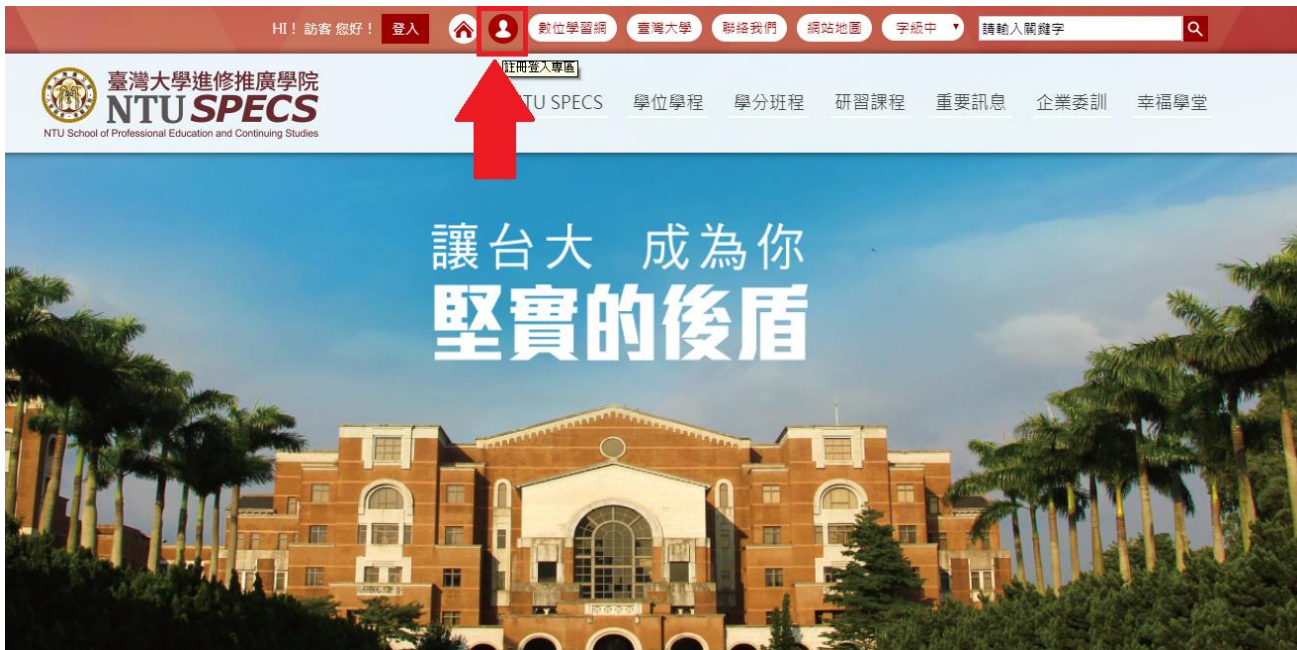 HI！ 訪客 您好！ 登入 數位學習網 臺灣大學 聯絡我們 網站地圖 字級中 請輸入關鍵字
註冊登入專區
臺灣大學進修推廣學院
NTU SPECS
NTU School of Professional Education and Continuing Studies
TU SPECS 學位學程 學分班程 研習課程 重要訊息 企業委訓 幸福學堂
讓台大 成為你
堅實的後盾